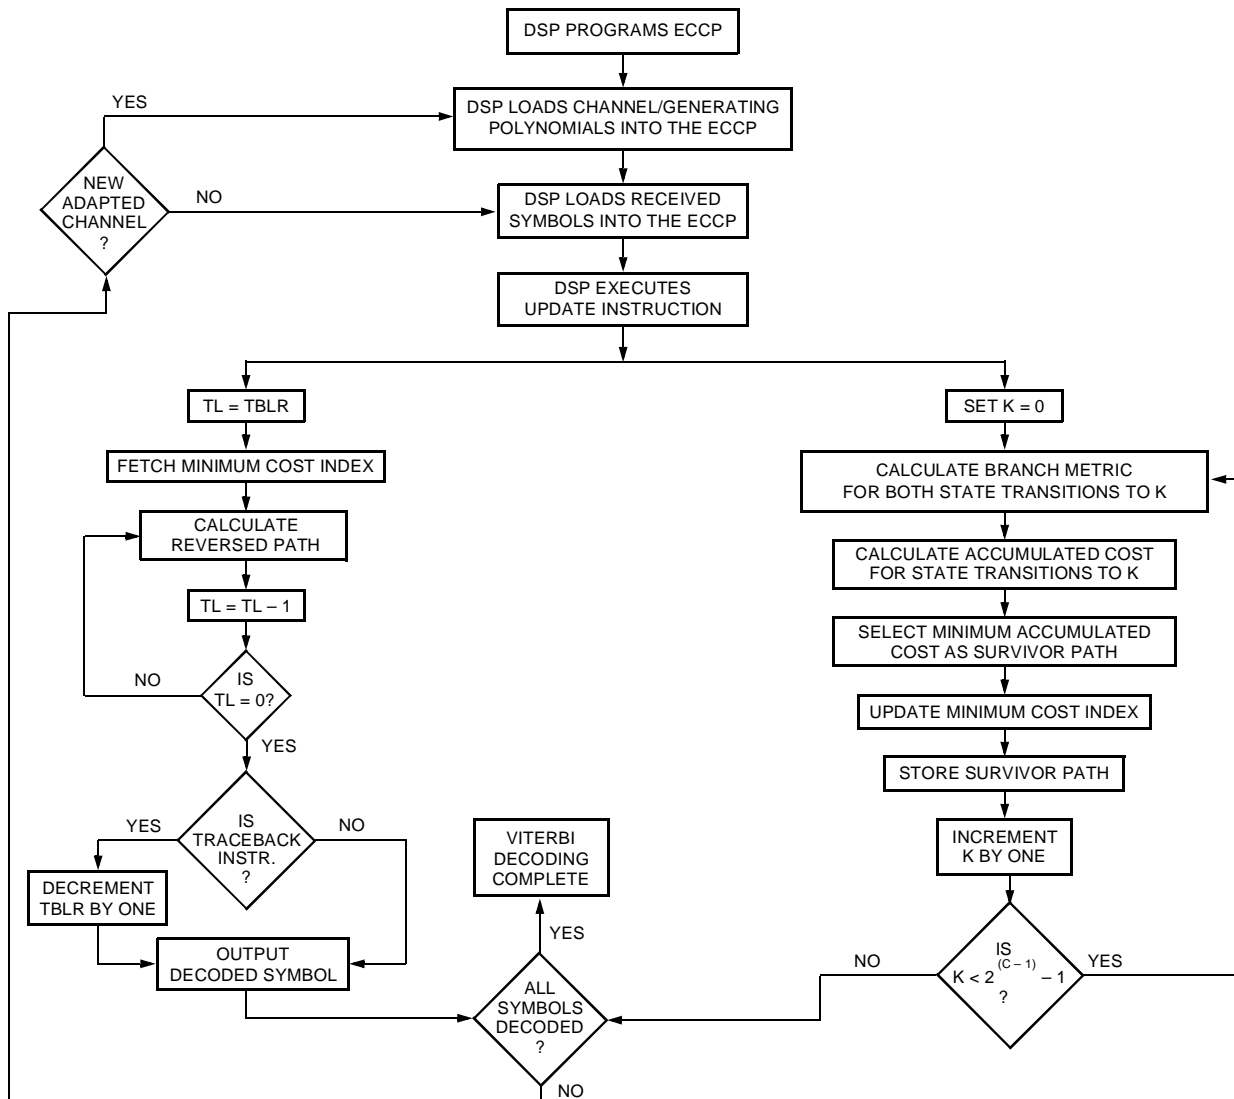 DSP PROGRAMS ECCP
YES
DSP LOADS CHANNEL/GENERATING
POLYNOMIALS INTO THE ECCP
NEW
ADAPTED
CHANNEL
?
NO
DSP LOADS RECEIVED
SYMBOLS INTO THE ECCP
DSP EXECUTES
UPDATE INSTRUCTION
TL = TBLR
FETCH MINIMUM COST INDEX
CALCULATE
REVERSED PATH
TL = TL – 1
NO
IS
TL = 0?
YES
YES
IS
TRACEBACK
INSTR.
?
NO
DECREMENT
TBLR BY ONE
OUTPUT
DECODED SYMBOL
SET K = 0
CALCULATE BRANCH METRIC
FOR BOTH STATE TRANSITIONS TO K
CALCULATE ACCUMULATED COST
FOR STATE TRANSITIONS TO K
SELECT MINIMUM ACCUMULATED
COST AS SURVIVOR PATH
UPDATE MINIMUM COST INDEX
STORE SURVIVOR PATH
INCREMENT
K BY ONE
NO
IS
K < 2^(C – 1) – 1
?
YES
VITERBI
DECODING
COMPLETE
YES
ALL
SYMBOLS
DECODED
?
NO